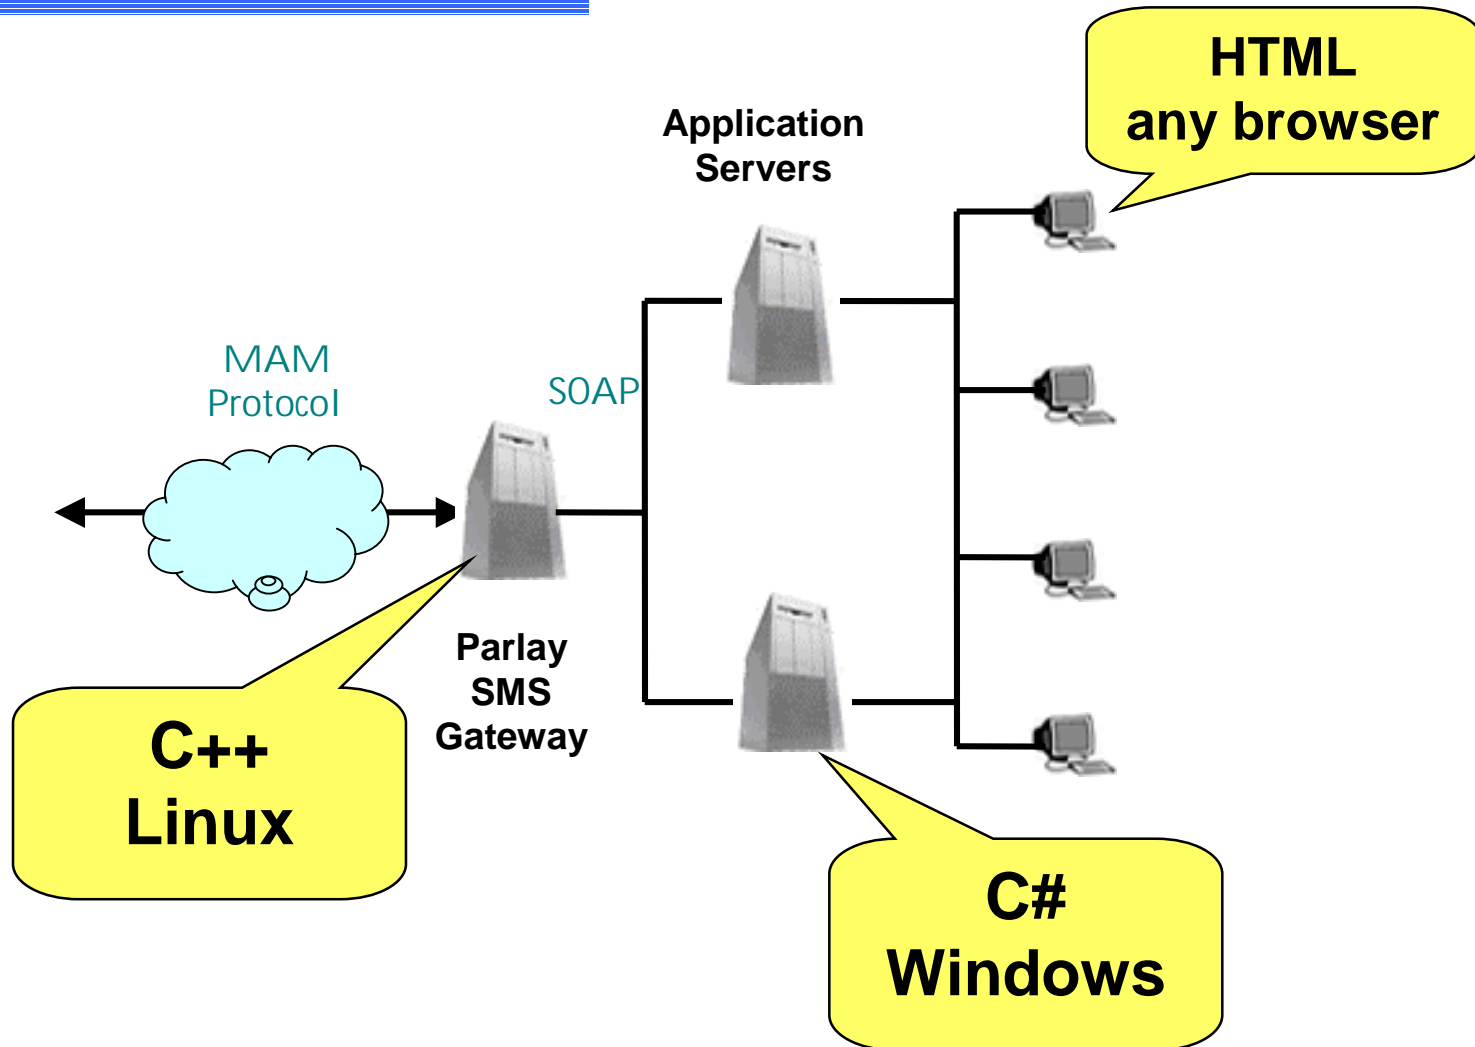 HTML
any browser
Application
Servers
MAM
Protocol
SOAP
Parlay
SMS
Gateway
C++
Linux
C#
Windows